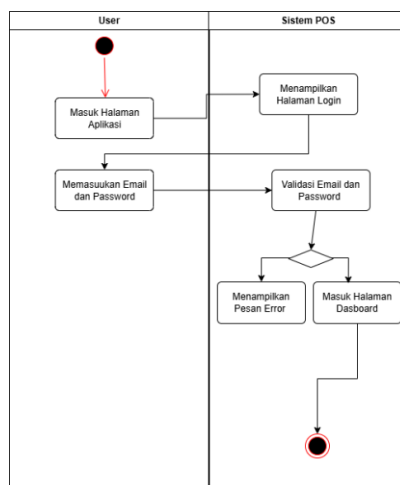 User
Sistem POS
Masuk Halaman
Aplikasi
Menampilkan
Halaman Login
Memasuukan Email
dan Password
Validasi Email dan
Password
Menampilkan
Pesan Error
Masuk Halaman
Dasboard